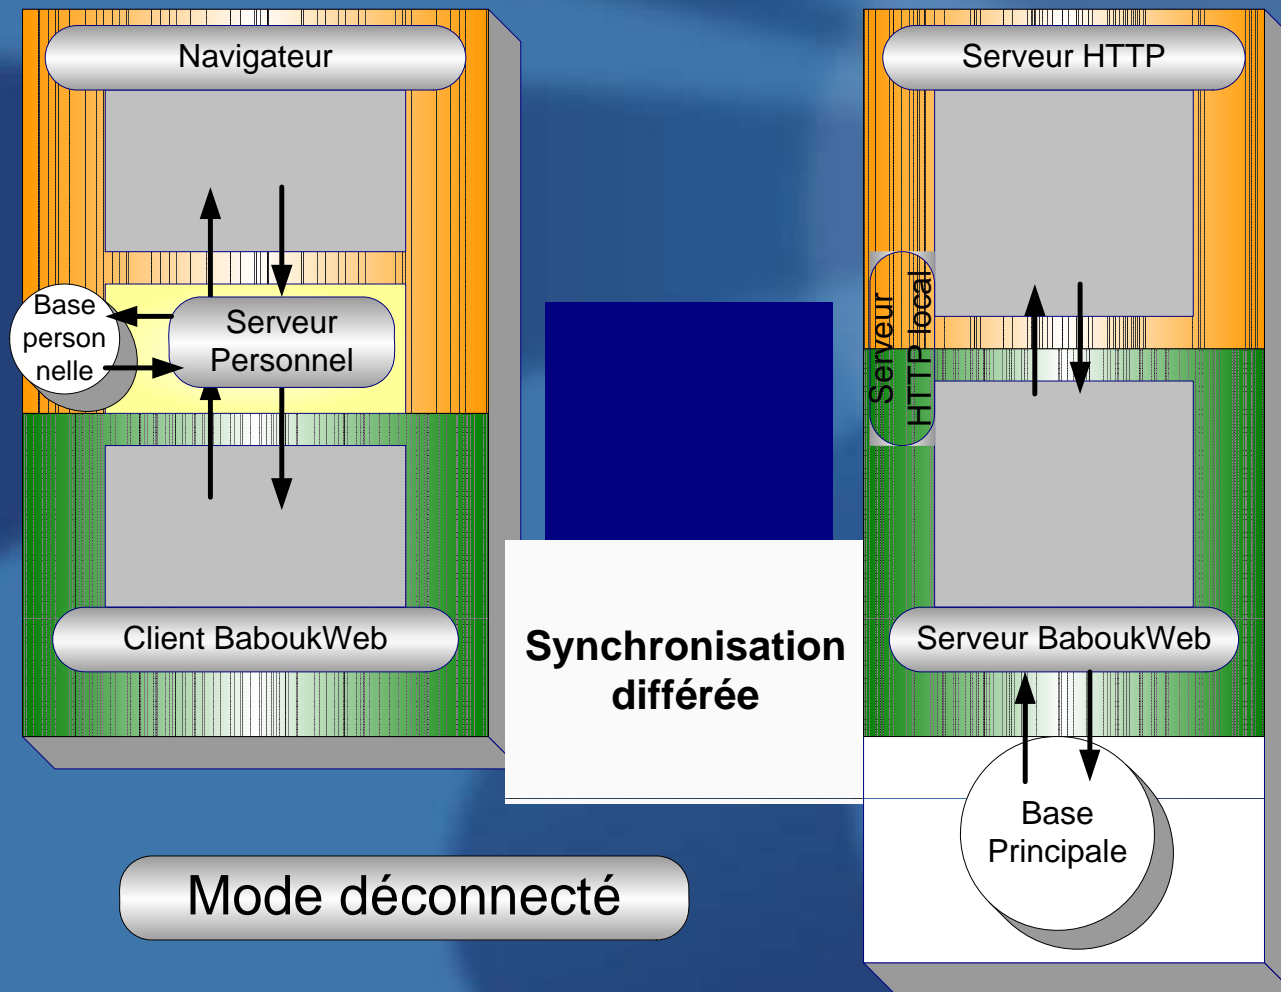 Navigateur
Serveur HTTP
Base
person
nelle
Serveur
Personnel
Serveur
HTTP local
Client BaboukWeb
Synchronisation
différée
Serveur BaboukWeb
Base
Principale
Mode déconnecté